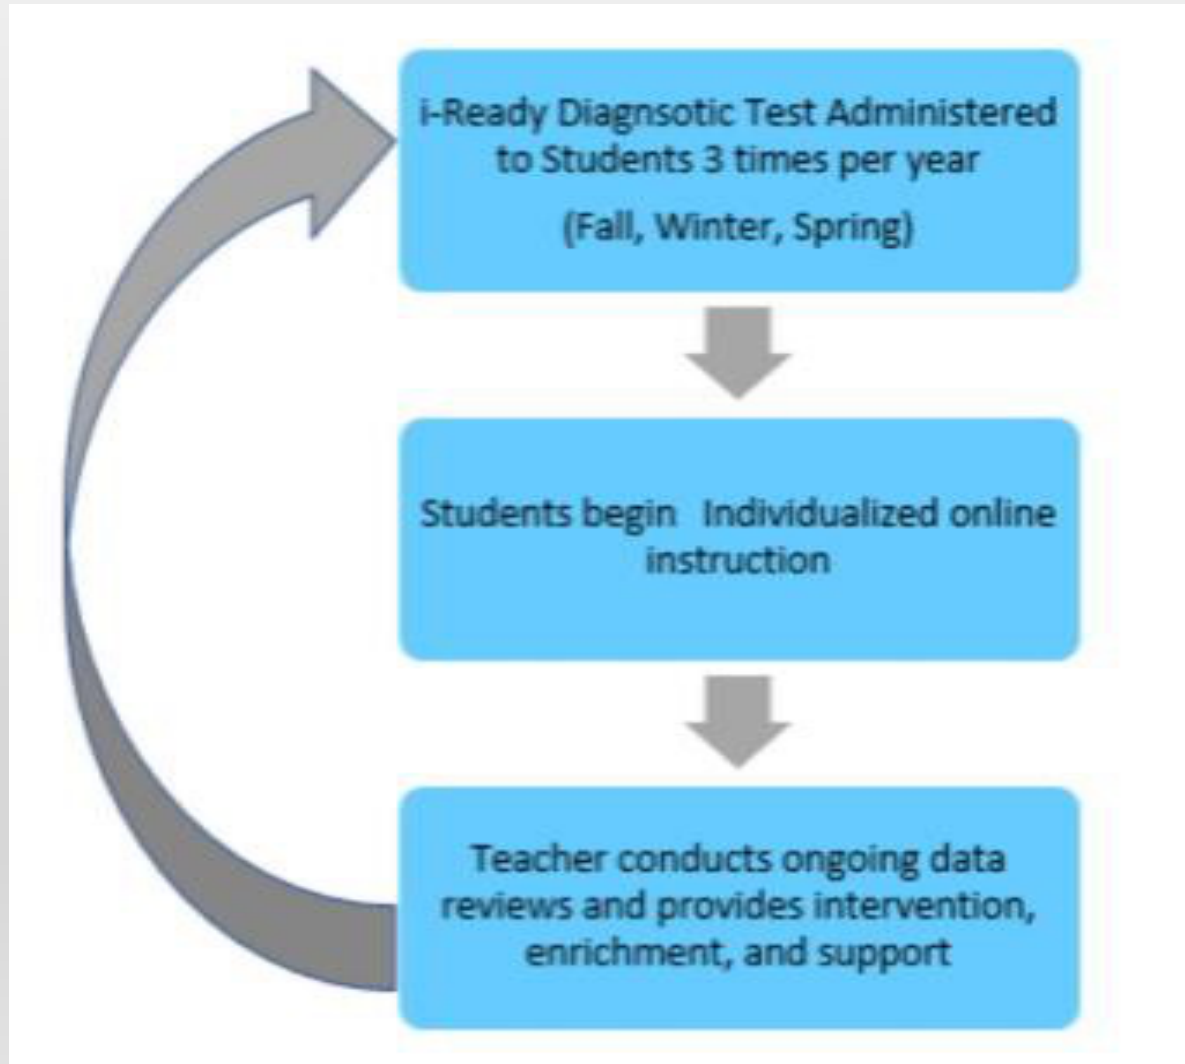 i-Ready Diagnsotic Test Administered
to Students 3 times per year
(Fall, Winter, Spring)
Students begin Individualized online
instruction
Teacher conducts ongoing data
reviews and provides intervention,
enrichment, and support